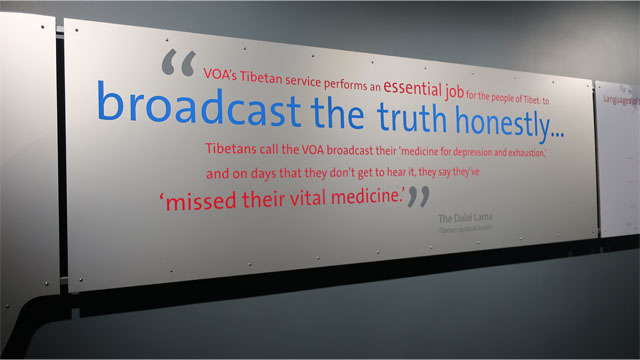 “VOA's Tibetan service performs an essential job for the people of Tibet: to
broadcast the truth honestly...
Tibetans call the VOA broadcast their 'medicine for depression and exhaustion,'
and on days that they don't get to hear it, they say they've
‘missed their vital medicine.’”
The Dalai Lama
Tibetan spiritual leader
Languages of